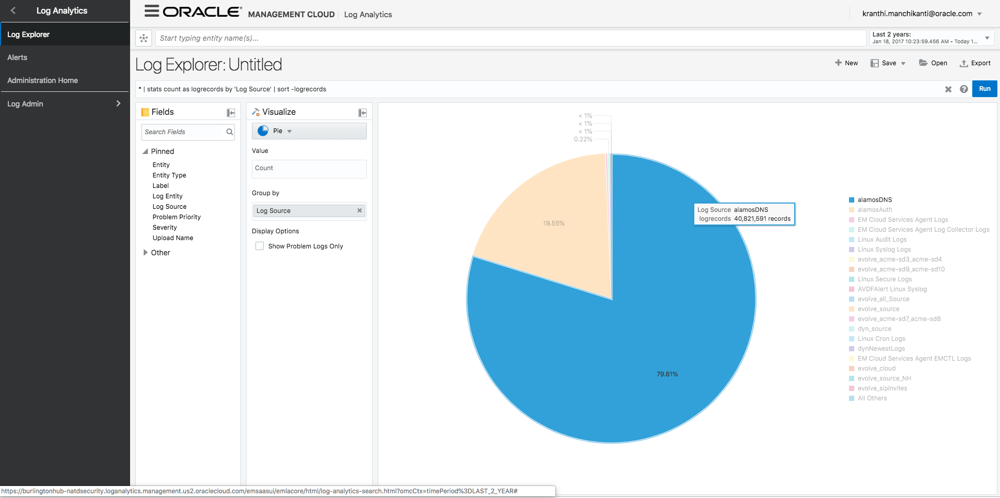 Log Analytics
Log Explorer
Alerts
Administration Home
Log Admin
ORACLE® MANAGEMENT CLOUD Log Analytics
kranthi.manchikanti@oracle.com
Start typing entity name(s)...
Last 2 years:
Jan 18, 2017 10:23:59.456 AM - Today 1...
Log Explorer: Untitled
New Save Open Export
* | stats count as logrecords by 'Log Source' | sort -logrecords
Run
Fields
Search Fields
Pinned
Entity
Entity Type
Label
Log Entity
Log Source
Problem Priority
Severity
Upload Name
Other
Visualize
Pie
Value
Count
Group by
Log Source
Display Options
Show Problem Logs Only
< 1%
< 1%
< 1%
0.22%
19.55%
79.81%
Log Source alamosDNS
logrecords 40,821,591 records
alamosDNS
alamosAuth
EM Cloud Services Agent Logs
EM Cloud Services Agent Log Collector Logs
Linux Audit Logs
Linux Syslog Logs
evolve_acme-sd3_acme-sd4
evolve_acme-sd9_acme-sd10
Linux Secure Logs
AVDFAlert Linux Syslog
evolve_all_Source
evolve_source
evolve_acme-sd7_acme-sd8
dyn_source
Linux Cron Logs
dynNewestLogs
EM Cloud Services Agent EMCTL Logs
evolve_cloud
evolve_source_NH
evolve_sipInvites
All Others
https://burlingtonhub-natdsecurity.loganalytics.management.us2.oraclecloud.com/emsaasui/emlacore/html/log-analytics-search.html?omcCtx=timePeriod%3DLAST_2_YEAR#